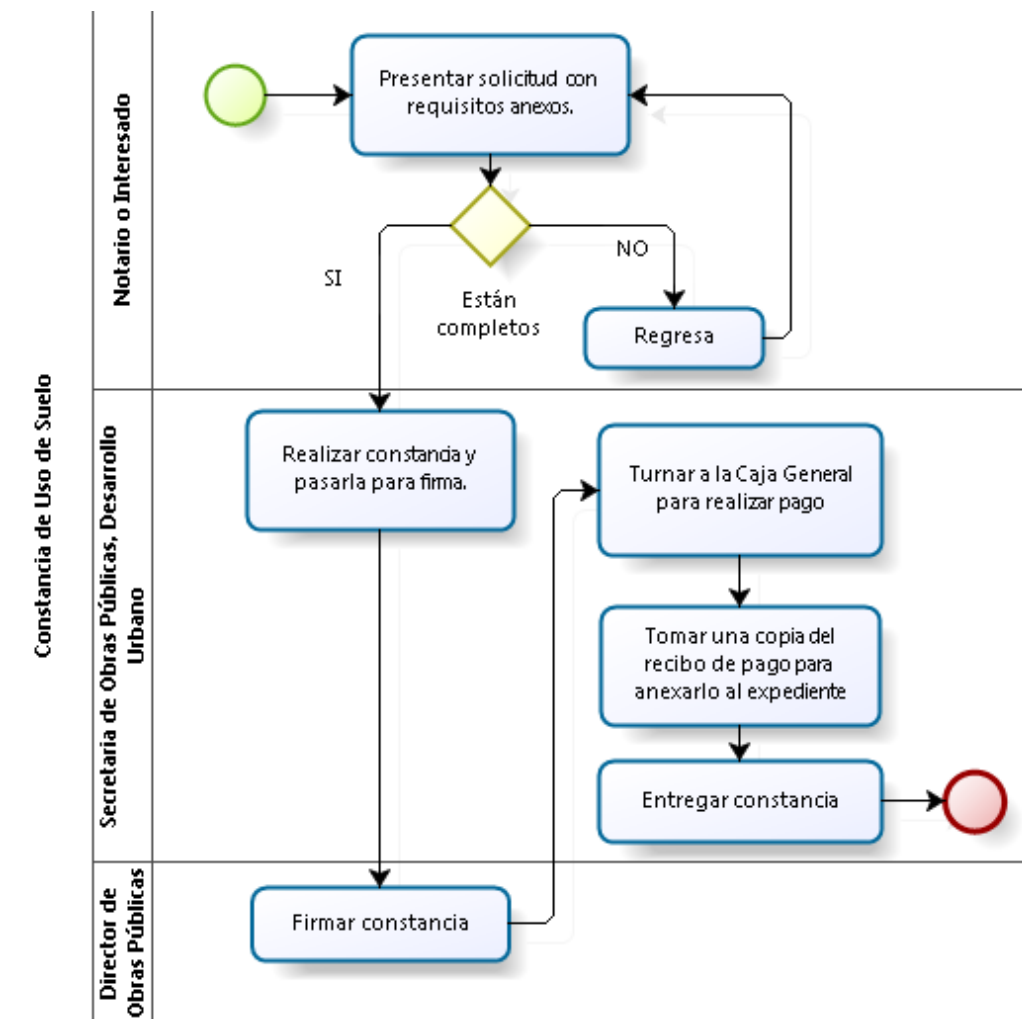 Constancia de Uso de Suelo
Notario o Interesado
Presentar solicitud con
requisitos anexos.
SI
NO
Están
completos
Regresa
Secretaria de Obras Públicas, Desarrollo
Urbano
Realizar constancia y
pasarla para firma.
Turnar a la Caja General
para realizar pago
Tomar una copia del
recibo de pago para
anexarlo al expediente
Entregar constancia
Director de
Obras Públicas
Firmar constancia